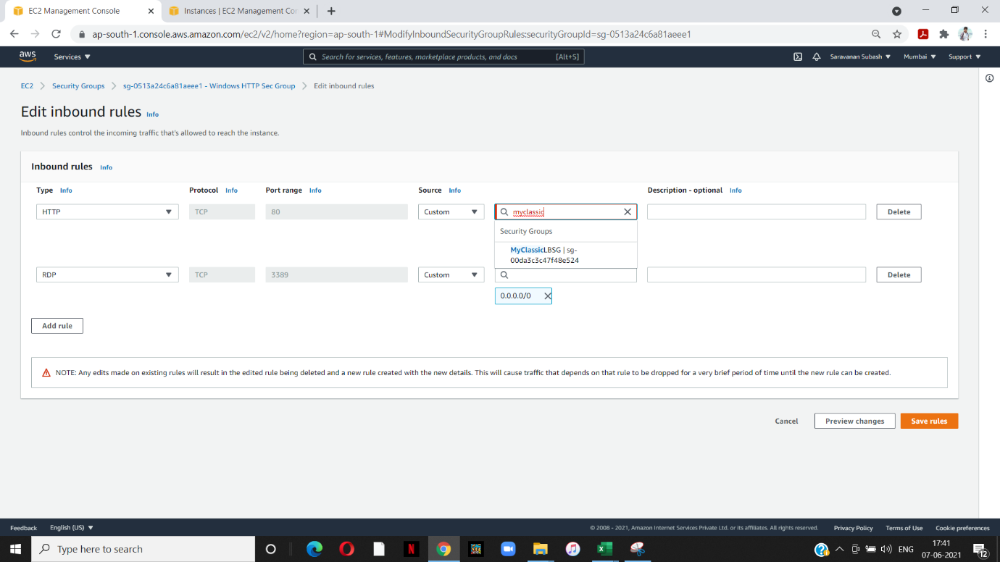 EC2 Management Console
Instances | EC2 Management Con
ap-south-1.console.aws.amazon.com/ec2/v2/home?region=ap-south-1#ModifyInboundSecurityGroupRules:securityGroupId=sg-0513a24c6a81aeee1
aws Services Search for services, features, marketplace products, and docs [Alt+S] Saravanan Subash Mumbai Support
EC2 > Security Groups > sg-0513a24c6a81aeee1 - Windows HTTP Sec Group > Edit inbound rules
Edit inbound rules Info
Inbound rules control the incoming traffic that's allowed to reach the instance.
Inbound rules Info
Type Info Protocol Info Port range Info Source Info Description - optional Info
HTTP TCP 80 Custom myclassic Delete
Security Groups
MyClassicLBSG | sg-
00da3c3c47f48e524
RDP TCP 3389 Custom Delete
0.0.0.0/0
Add rule
NOTE: Any edits made on existing rules will result in the edited rule being deleted and a new rule created with the new details. This will cause traffic that depends on that rule to be dropped for a very brief period of time until the new rule can be created.
Cancel Preview changes Save rules
Feedback English (US) © 2008 - 2021, Amazon Internet Services Private Ltd. or its affiliates. All rights reserved. Privacy Policy Terms of Use Cookie preferences
Type here to search N X ENG 17:41
07-06-2021
12